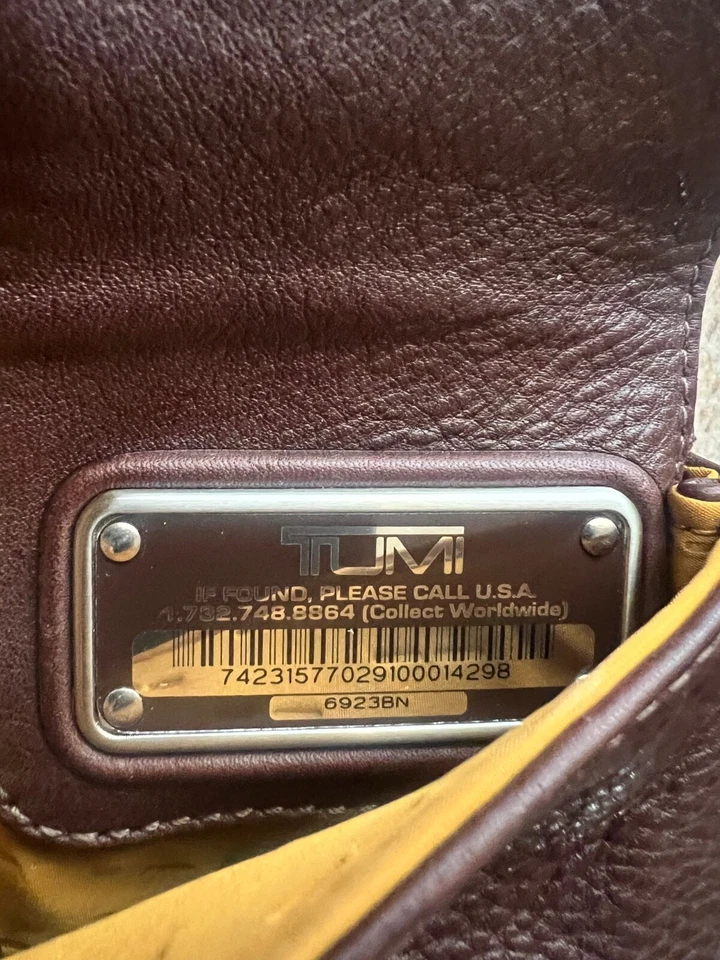 TUMI
IF FOUND, PLEASE CALL U.S.A.
1.732.748.8864 (Collect Worldwide)
74231577029100014298
6923BN